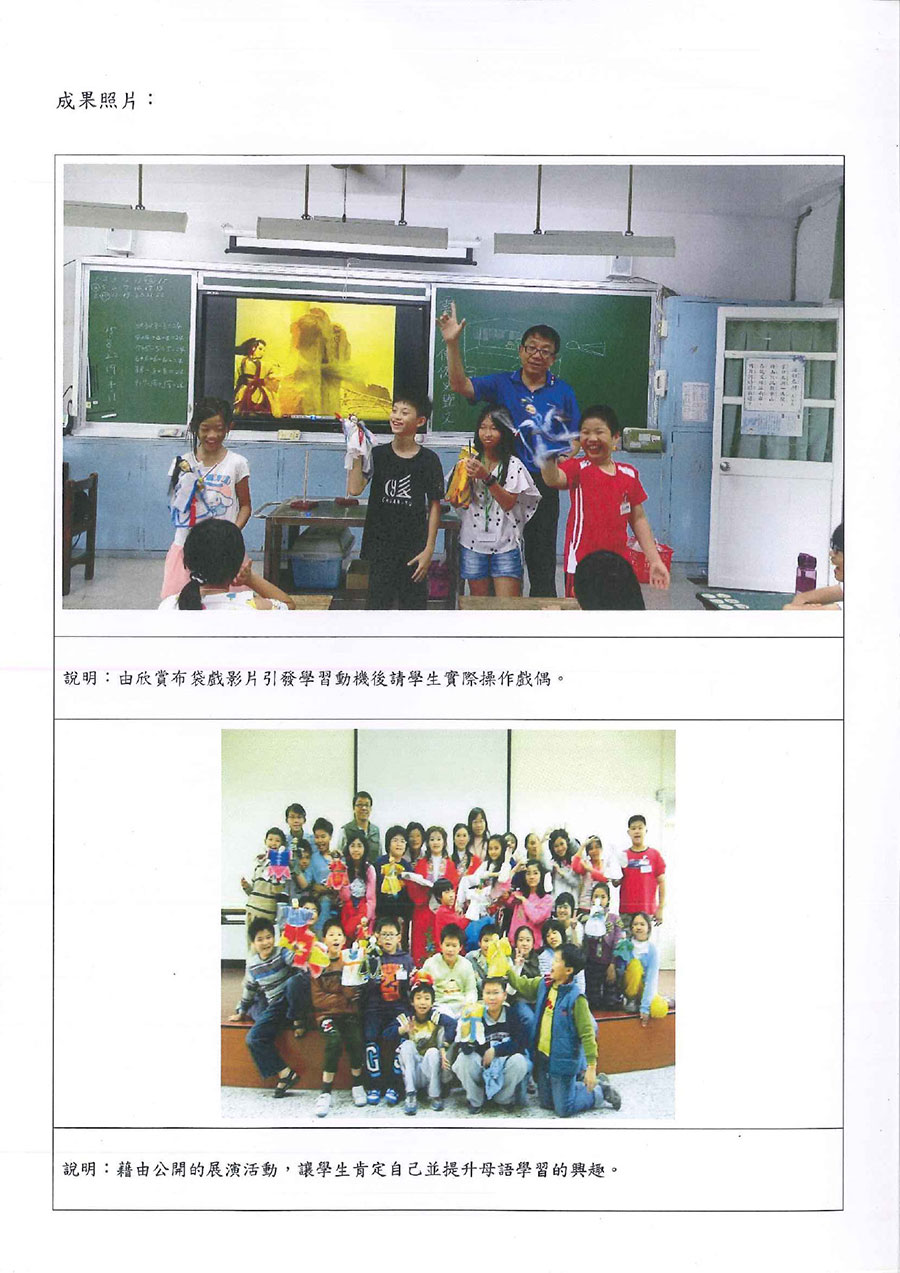 成果照片：
說明：由欣賞布袋戲影片引發學習動機後請學生實際操作戲偶。
說明：藉由公開的展演活動，讓學生肯定自己並提升母語學習的興趣。